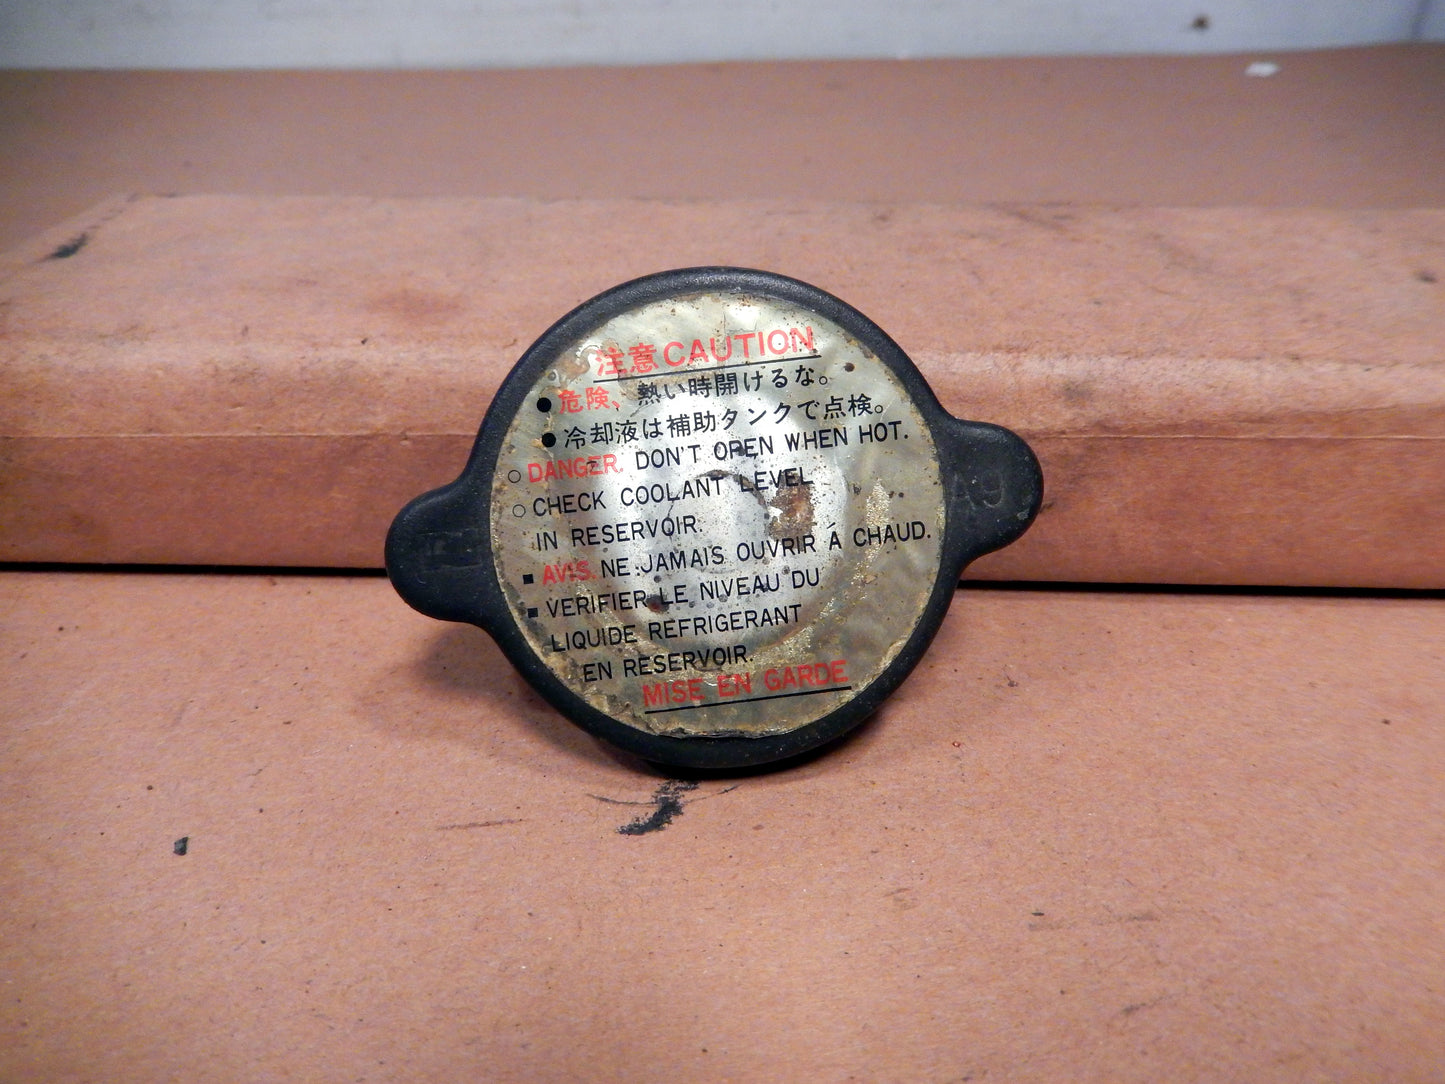 注意 CAUTION
● 危険、熱い時開けるな。
● 冷却液は補助タンクで点検。
○ DANGER. DON'T OPEN WHEN HOT.
○ CHECK COOLANT LEVEL
IN RESERVOIR.
■ AVIS. NE JAMAIS OUVRIR Á CHAUD.
■ VERIFIER LE NIVEAU DU
LIQUIDE REFRIGERANT
EN RESERVOIR.
MISE EN GARDE